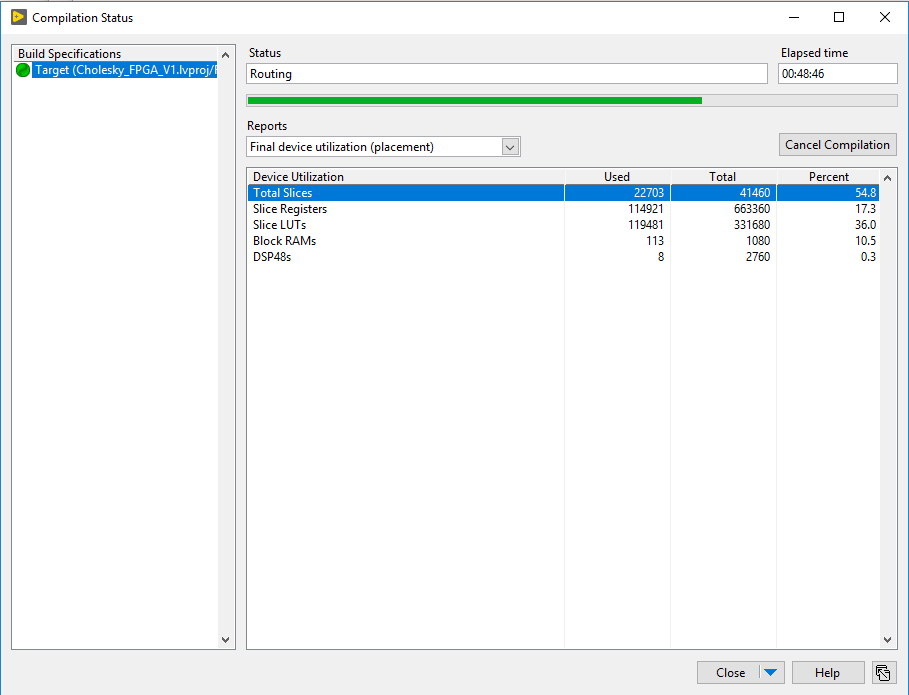 Compilation Status
Build Specifications
Target (Cholesky_FPGA_V1.lvproj/
Status
Elapsed time
Routing
00:48:46
Reports
Final device utilization (placement)
Cancel Compilation
Device Utilization Used Total Percent
Total Slices 22703 41460 54.8
Slice Registers 114921 663360 17.3
Slice LUTs 119481 331680 36.0
Block RAMs 113 1080 10.5
DSP48s 8 2760 0.3
Close
Help